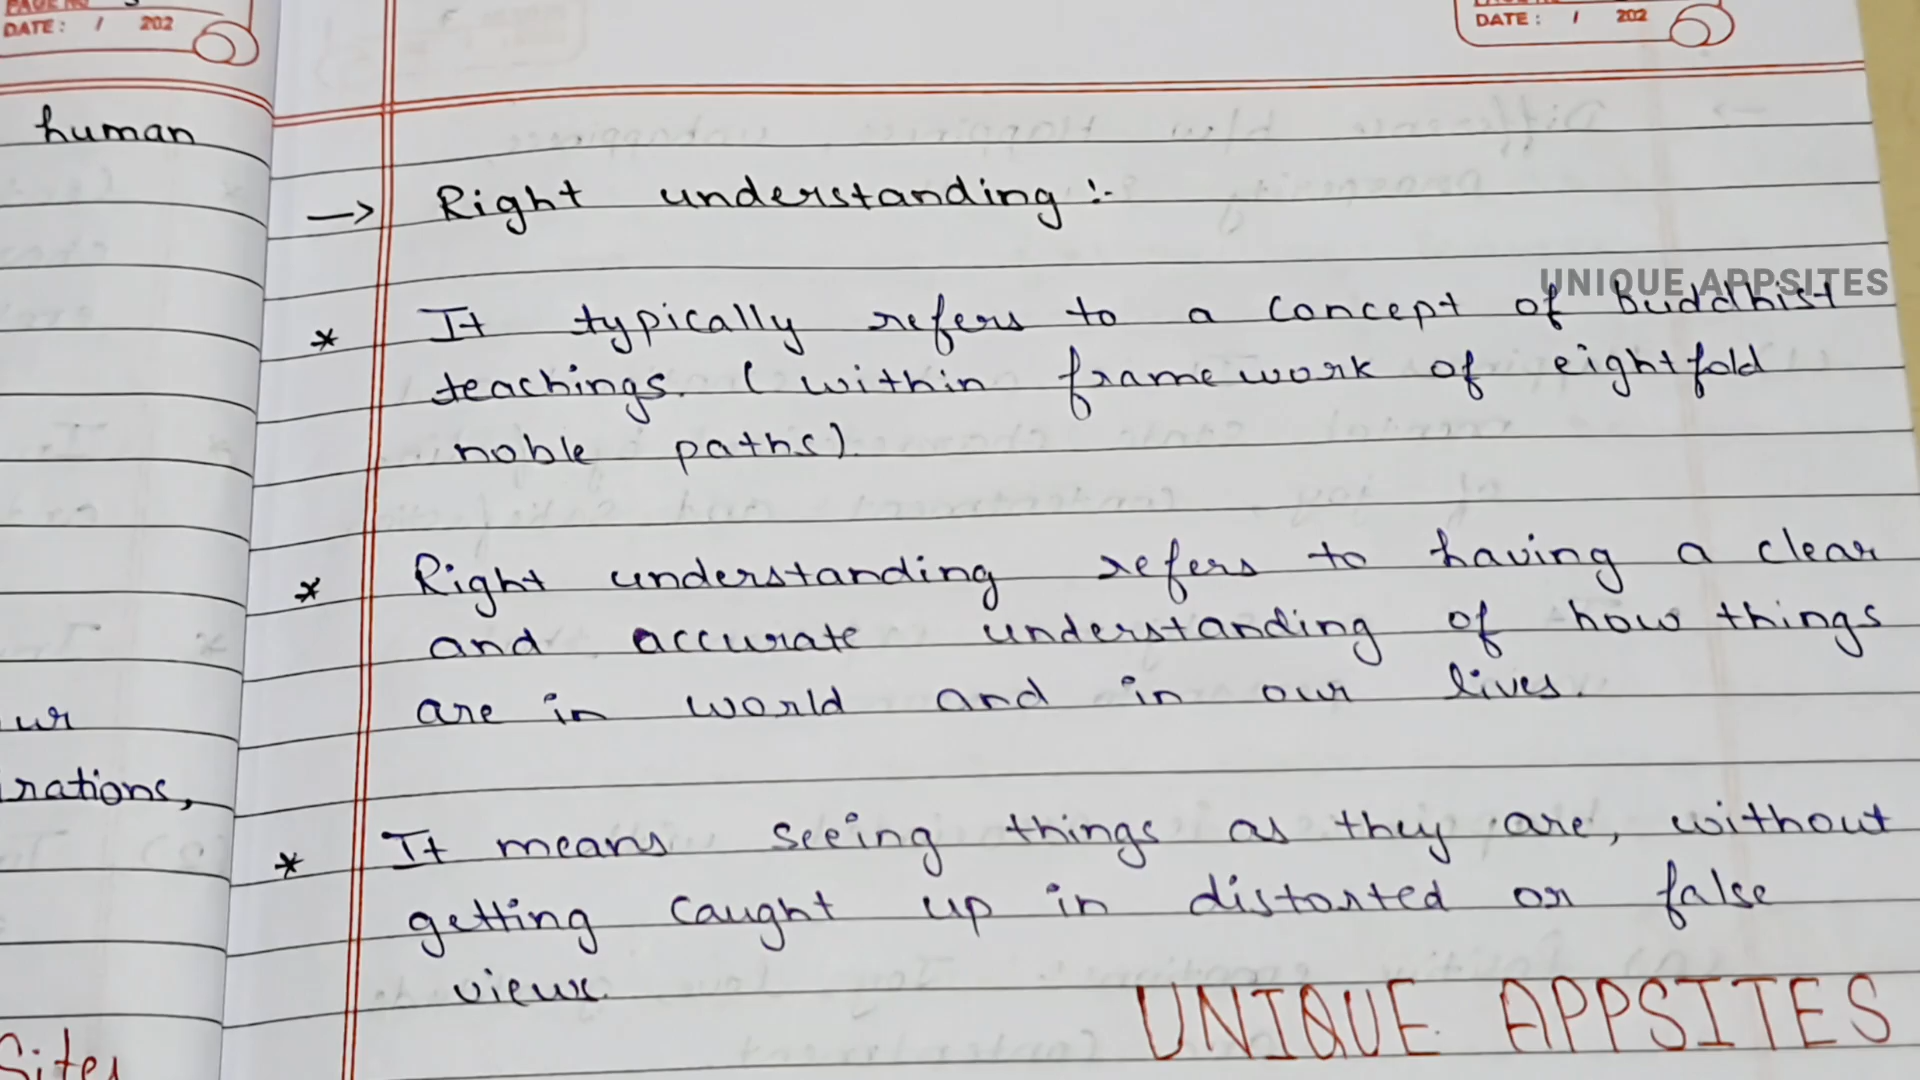 DATE : / 202
human
ur
rations,
Sites
DATE : / 202
→ Right understanding :-
UNIQUE APPSITES
* It typically refers to a concept of buddhist
teachings. (within framework of eightfold
noble paths).
* Right understanding refers to having a clear
and accurate understanding of how things
are in world and in our lives.
* It means seeing things as they are, without
getting caught up in distorted or false
views.
UNIQUE APPSITES